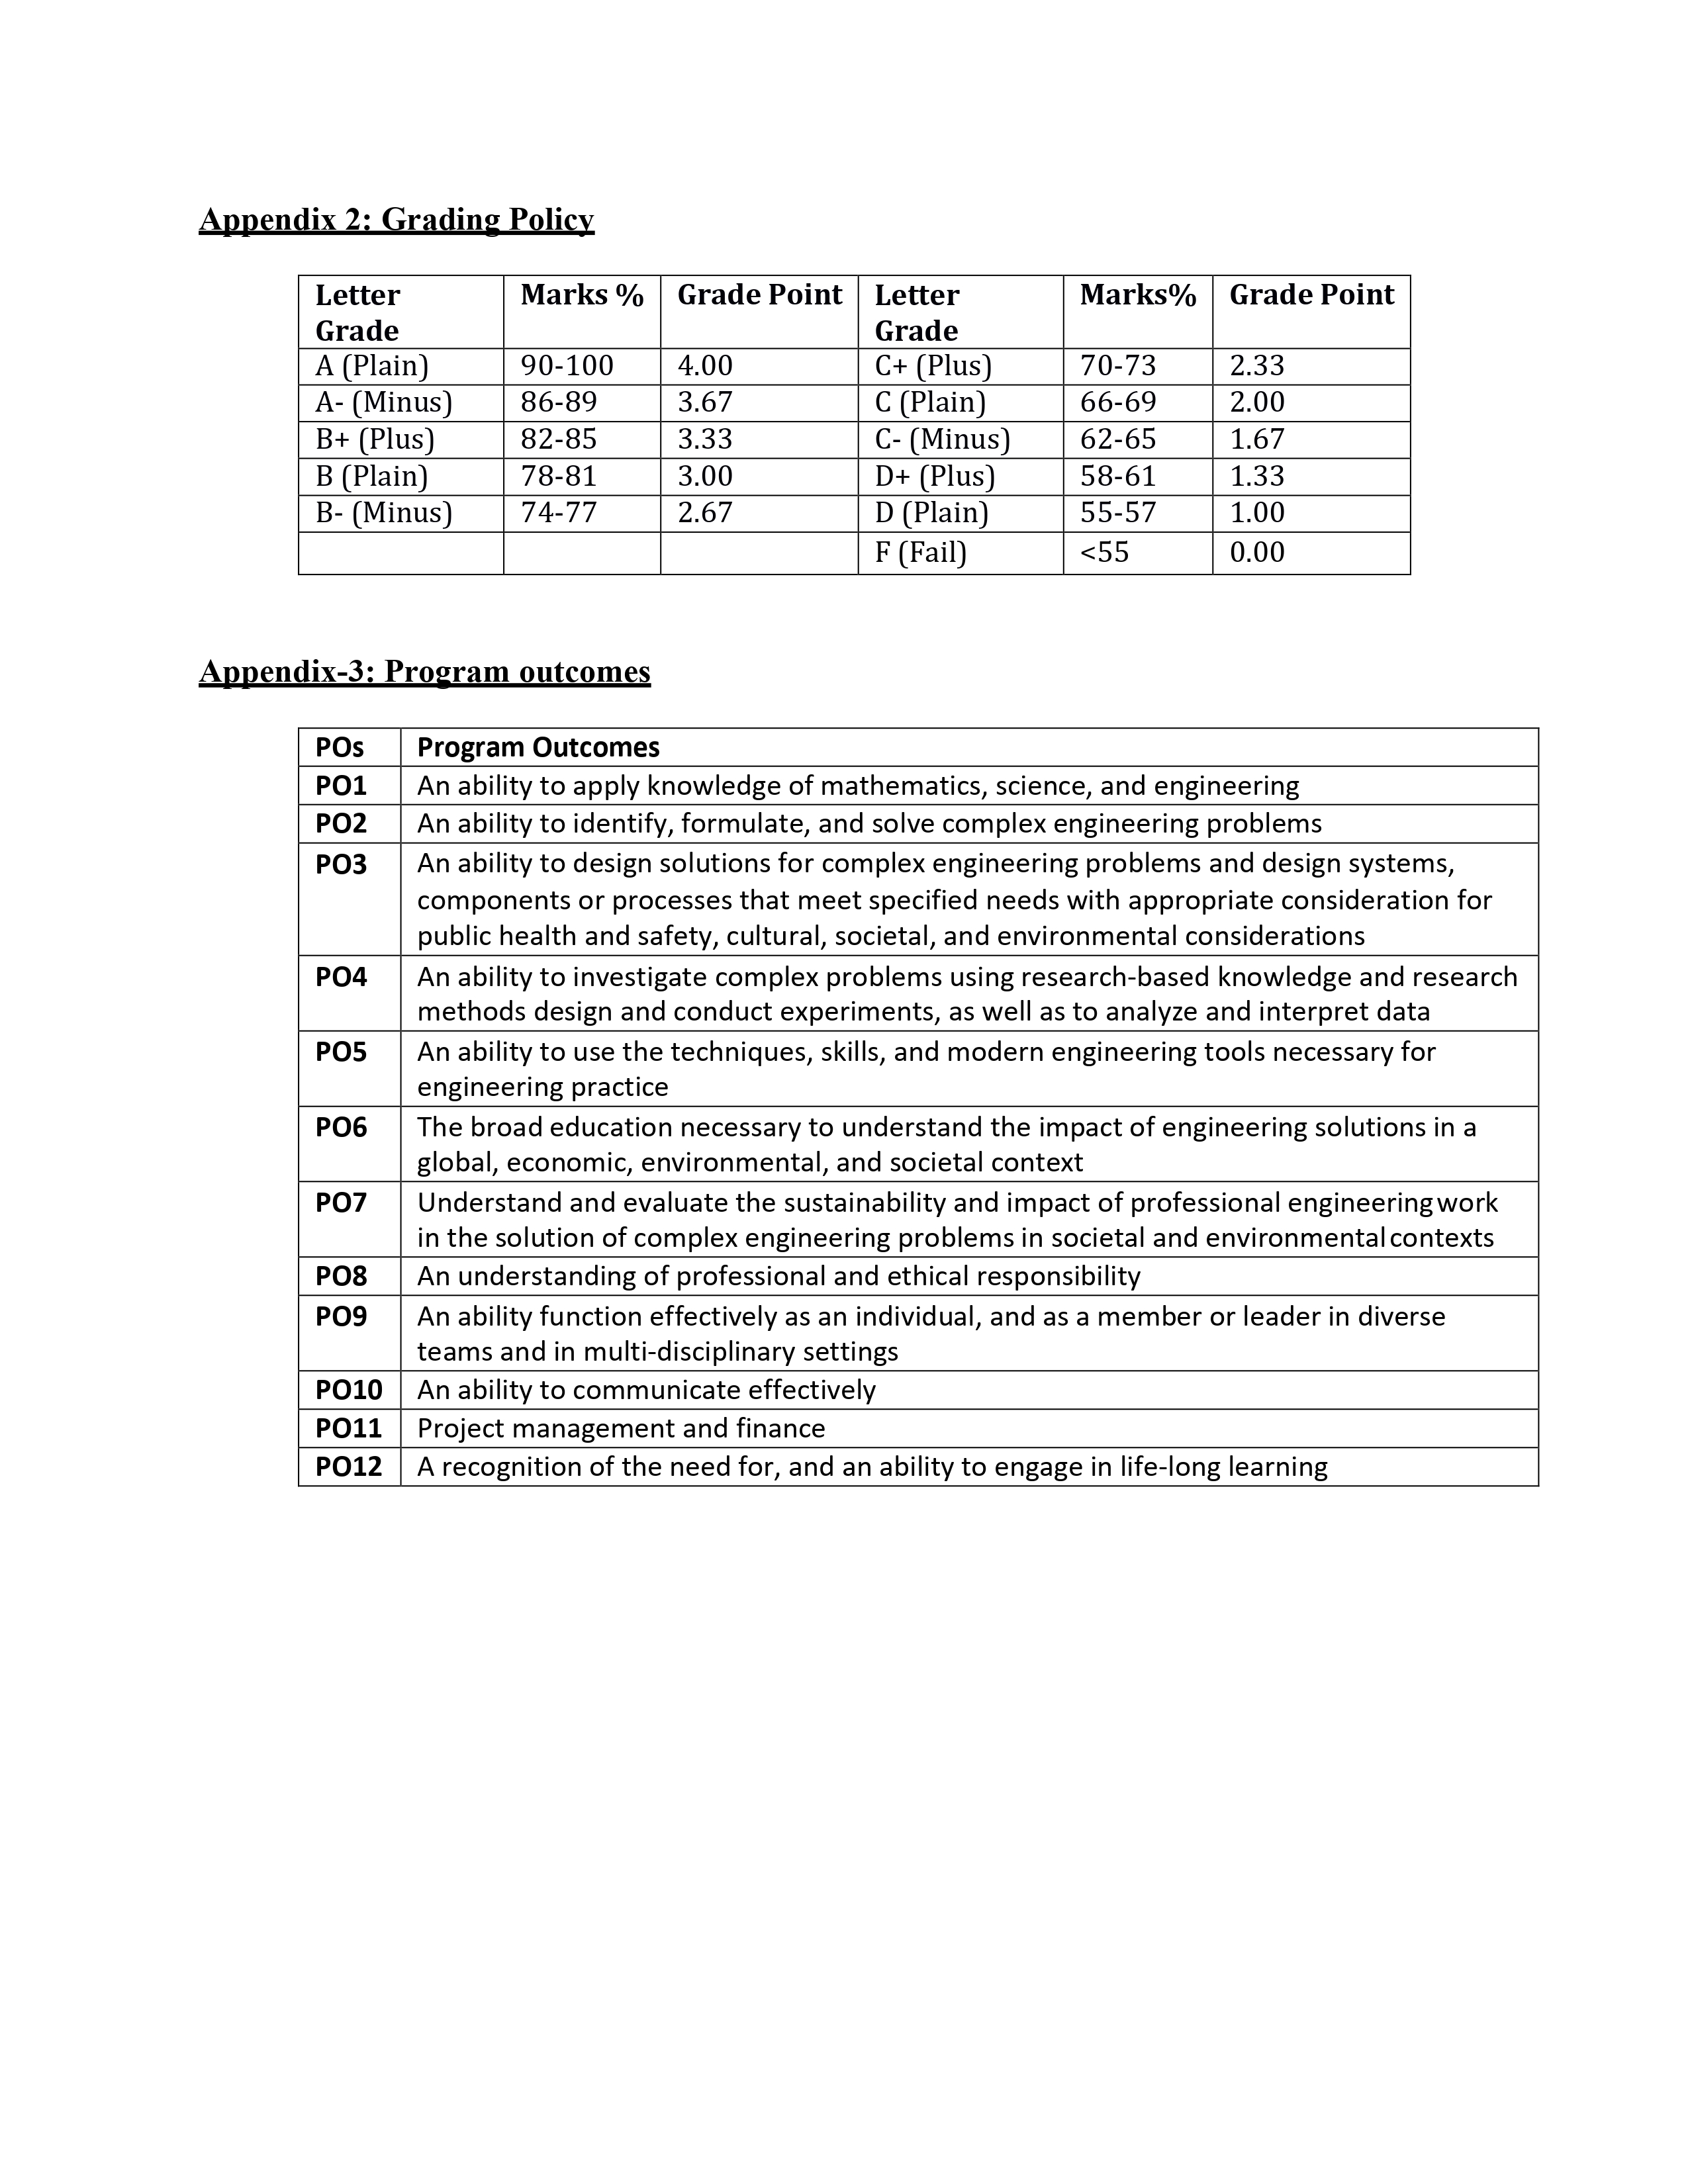 Appendix 2: Grading Policy
Letter Grade Marks % Grade Point Letter Grade Marks% Grade Point
A (Plain) 90-100 4.00 C+ (Plus) 70-73 2.33
A- (Minus) 86-89 3.67 C (Plain) 66-69 2.00
B+ (Plus) 82-85 3.33 C- (Minus) 62-65 1.67
B (Plain) 78-81 3.00 D+ (Plus) 58-61 1.33
B- (Minus) 74-77 2.67 D (Plain) 55-57 1.00
F (Fail) <55 0.00
Appendix-3: Program outcomes
POs Program Outcomes
PO1 An ability to apply knowledge of mathematics, science, and engineering
PO2 An ability to identify, formulate, and solve complex engineering problems
PO3 An ability to design solutions for complex engineering problems and design systems,
components or processes that meet specified needs with appropriate consideration for
public health and safety, cultural, societal, and environmental considerations
PO4 An ability to investigate complex problems using research-based knowledge and research
methods design and conduct experiments, as well as to analyze and interpret data
PO5 An ability to use the techniques, skills, and modern engineering tools necessary for
engineering practice
PO6 The broad education necessary to understand the impact of engineering solutions in a
global, economic, environmental, and societal context
PO7 Understand and evaluate the sustainability and impact of professional engineering work
in the solution of complex engineering problems in societal and environmental contexts
PO8 An understanding of professional and ethical responsibility
PO9 An ability function effectively as an individual, and as a member or leader in diverse
teams and in multi-disciplinary settings
PO10 An ability to communicate effectively
PO11 Project management and finance
PO12 A recognition of the need for, and an ability to engage in life-long learning